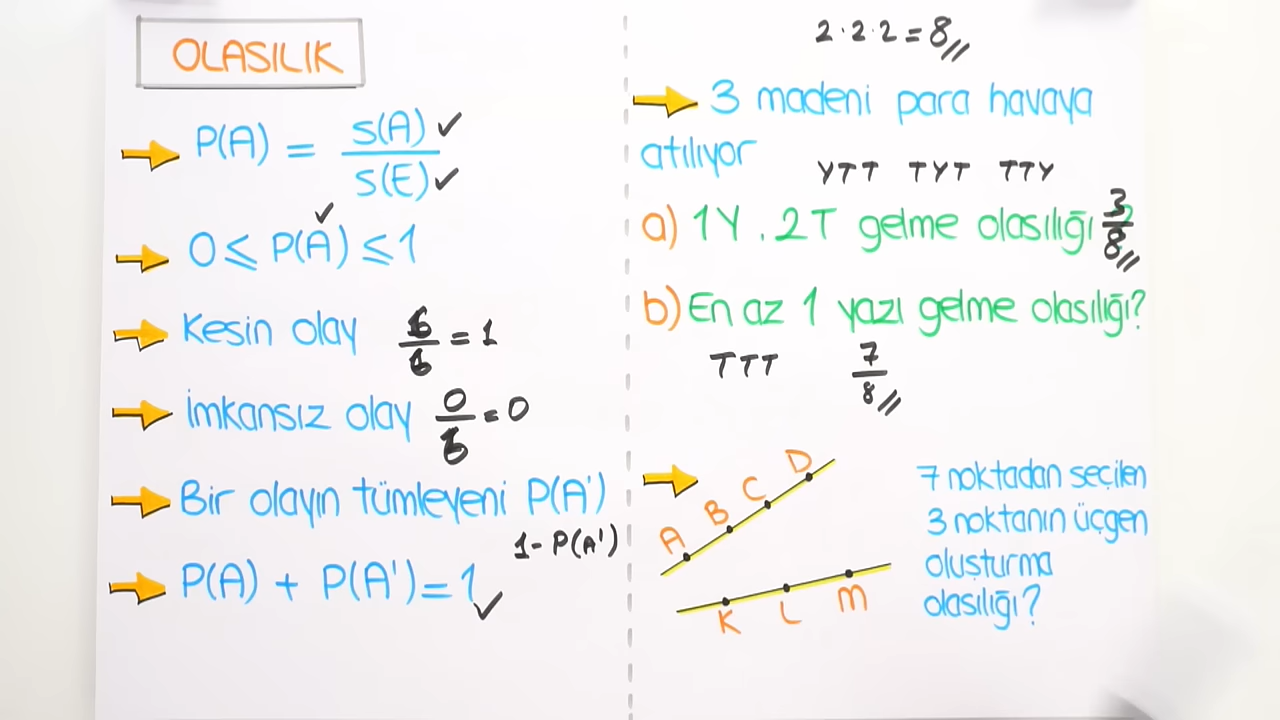 OLASILIK
P(A) = s(A) ✓
s(E) ✓
✓
0 ≤ P(A) ≤ 1
Kesin olay 6/6 = 1
İmkansız olay 0/6 = 0
Bir olayın tümleyeni P(A')
1 - P(A')
P(A) + P(A') = 1 ✓
2·2·2 = 8//
3 madeni para havaya
atılıyor YTT TYT TTY
a) 1Y, 2T gelme olasılığı 3/8//
b) En az 1 yazı gelme olasılığı?
TTT 7/8//
A B C D
K L M
7 noktadan seçilen
3 noktanın üçgen
oluşturma
olasılığı?